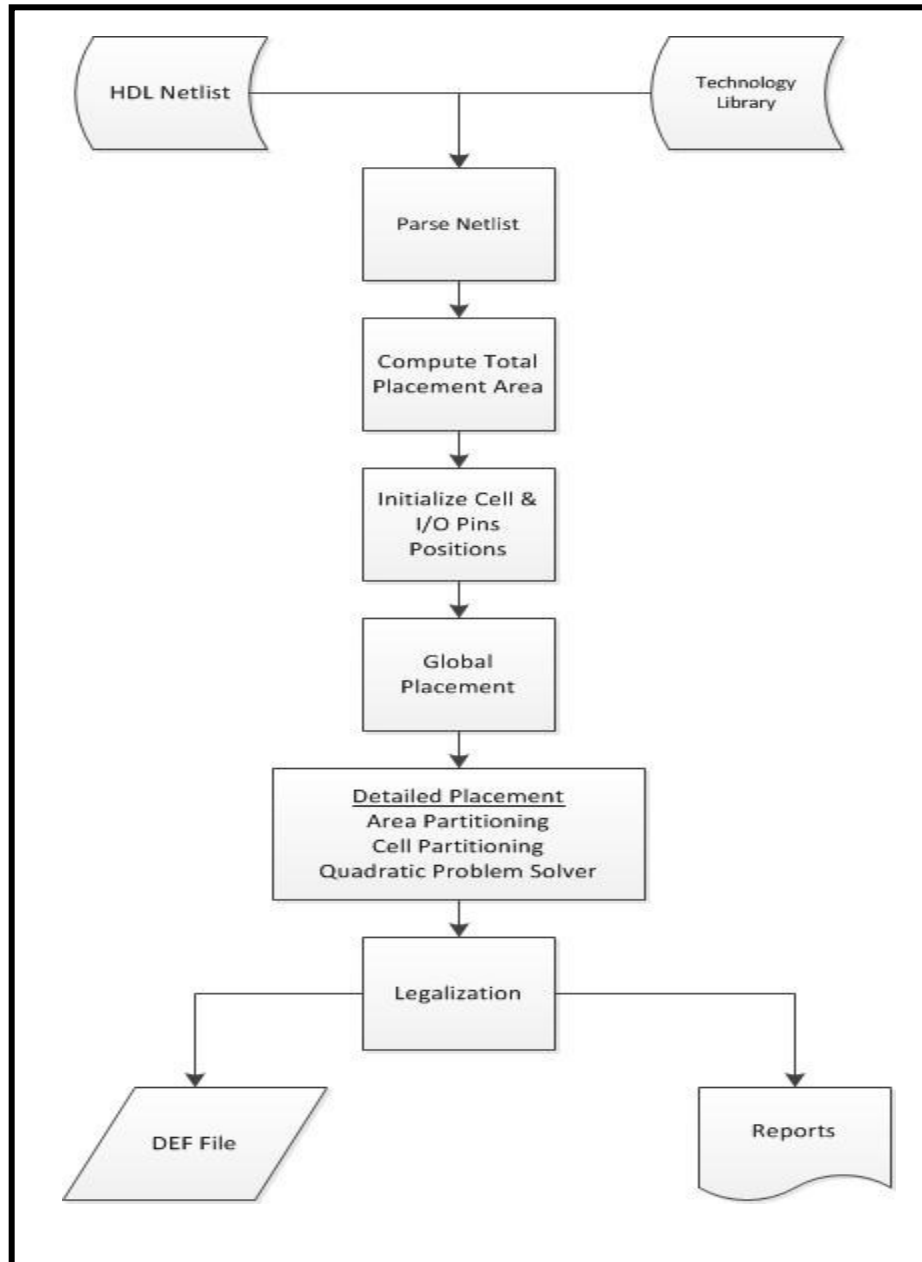 HDL Netlist
Technology
Library
Parse Netlist
Compute Total
Placement Area
Initialize Cell &
I/O Pins
Positions
Global
Placement
Detailed Placement
Area Partitioning
Cell Partitioning
Quadratic Problem Solver
Legalization
DEF File
Reports